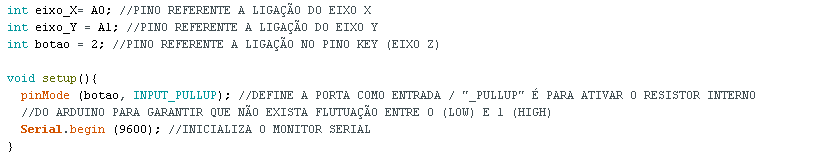 int eixo_X= A0; //PINO REFERENTE A LIGAÇÃO DO EIXO X
int eixo_Y = A1; //PINO REFERENTE A LIGAÇÃO DO EIXO Y
int botao = 2; //PINO REFERENTE A LIGAÇÃO NO PINO KEY (EIXO Z)
void setup(){
pinMode (botao, INPUT_PULLUP); //DEFINE A PORTA COMO ENTRADA / "_PULLUP" É PARA ATIVAR O RESISTOR INTERNO
//DO ARDUINO PARA GARANTIR QUE NÃO EXISTA FLUTUAÇÃO ENTRE 0 (LOW) E 1 (HIGH)
Serial.begin (9600); //INICIALIZA O MONITOR SERIAL
}